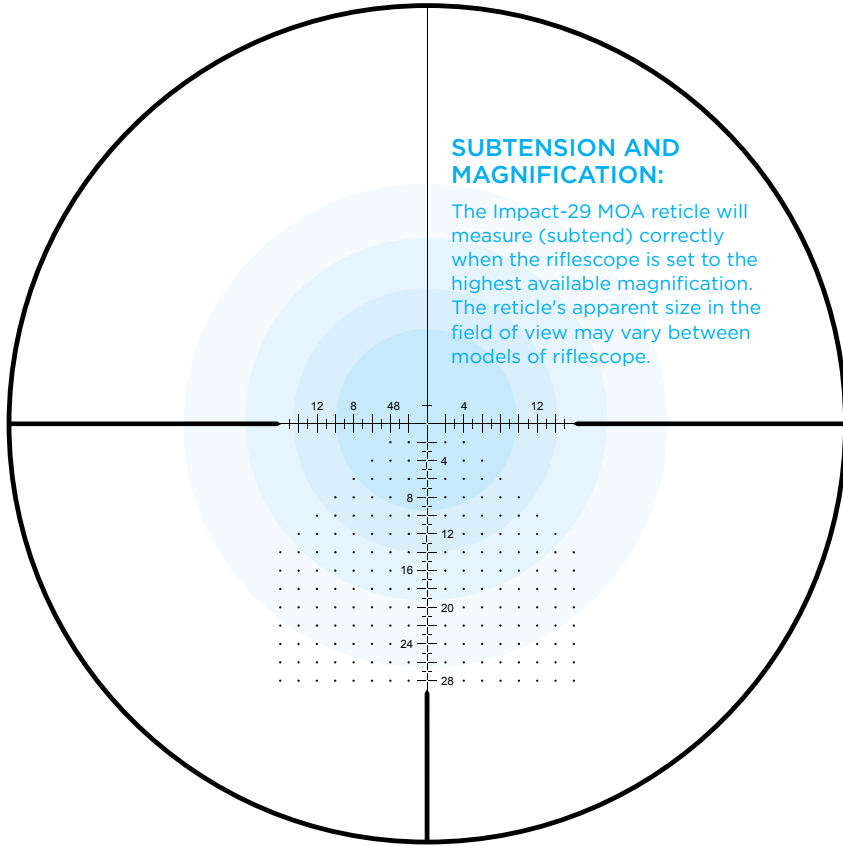 SUBTENSION AND
MAGNIFICATION:
The Impact-29 MOA reticle will
measure (subtend) correctly
when the riflescope is set to the
highest available magnification.
The reticle's apparent size in the
field of view may vary between
models of riflescope.
12 8 48 4 12
4
8
12
16
20
24
28